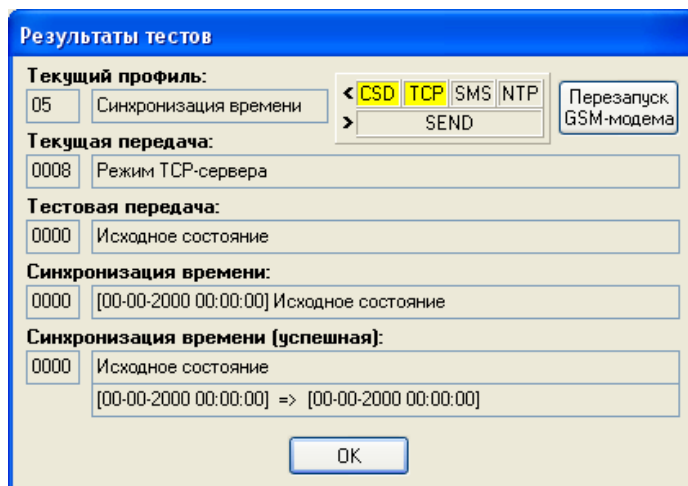 Результаты тестов
Текущий профиль:
05 Синхронизация времени
< CSD TCP SMS NTP
> SEND
Перезапуск
GSM-модема
Текущая передача:
0008 Режим TCP-сервера
Тестовая передача:
0000 Исходное состояние
Синхронизация времени:
0000 [00-00-2000 00:00:00] Исходное состояние
Синхронизация времени (успешная):
0000 Исходное состояние
[00-00-2000 00:00:00] => [00-00-2000 00:00:00]
OK